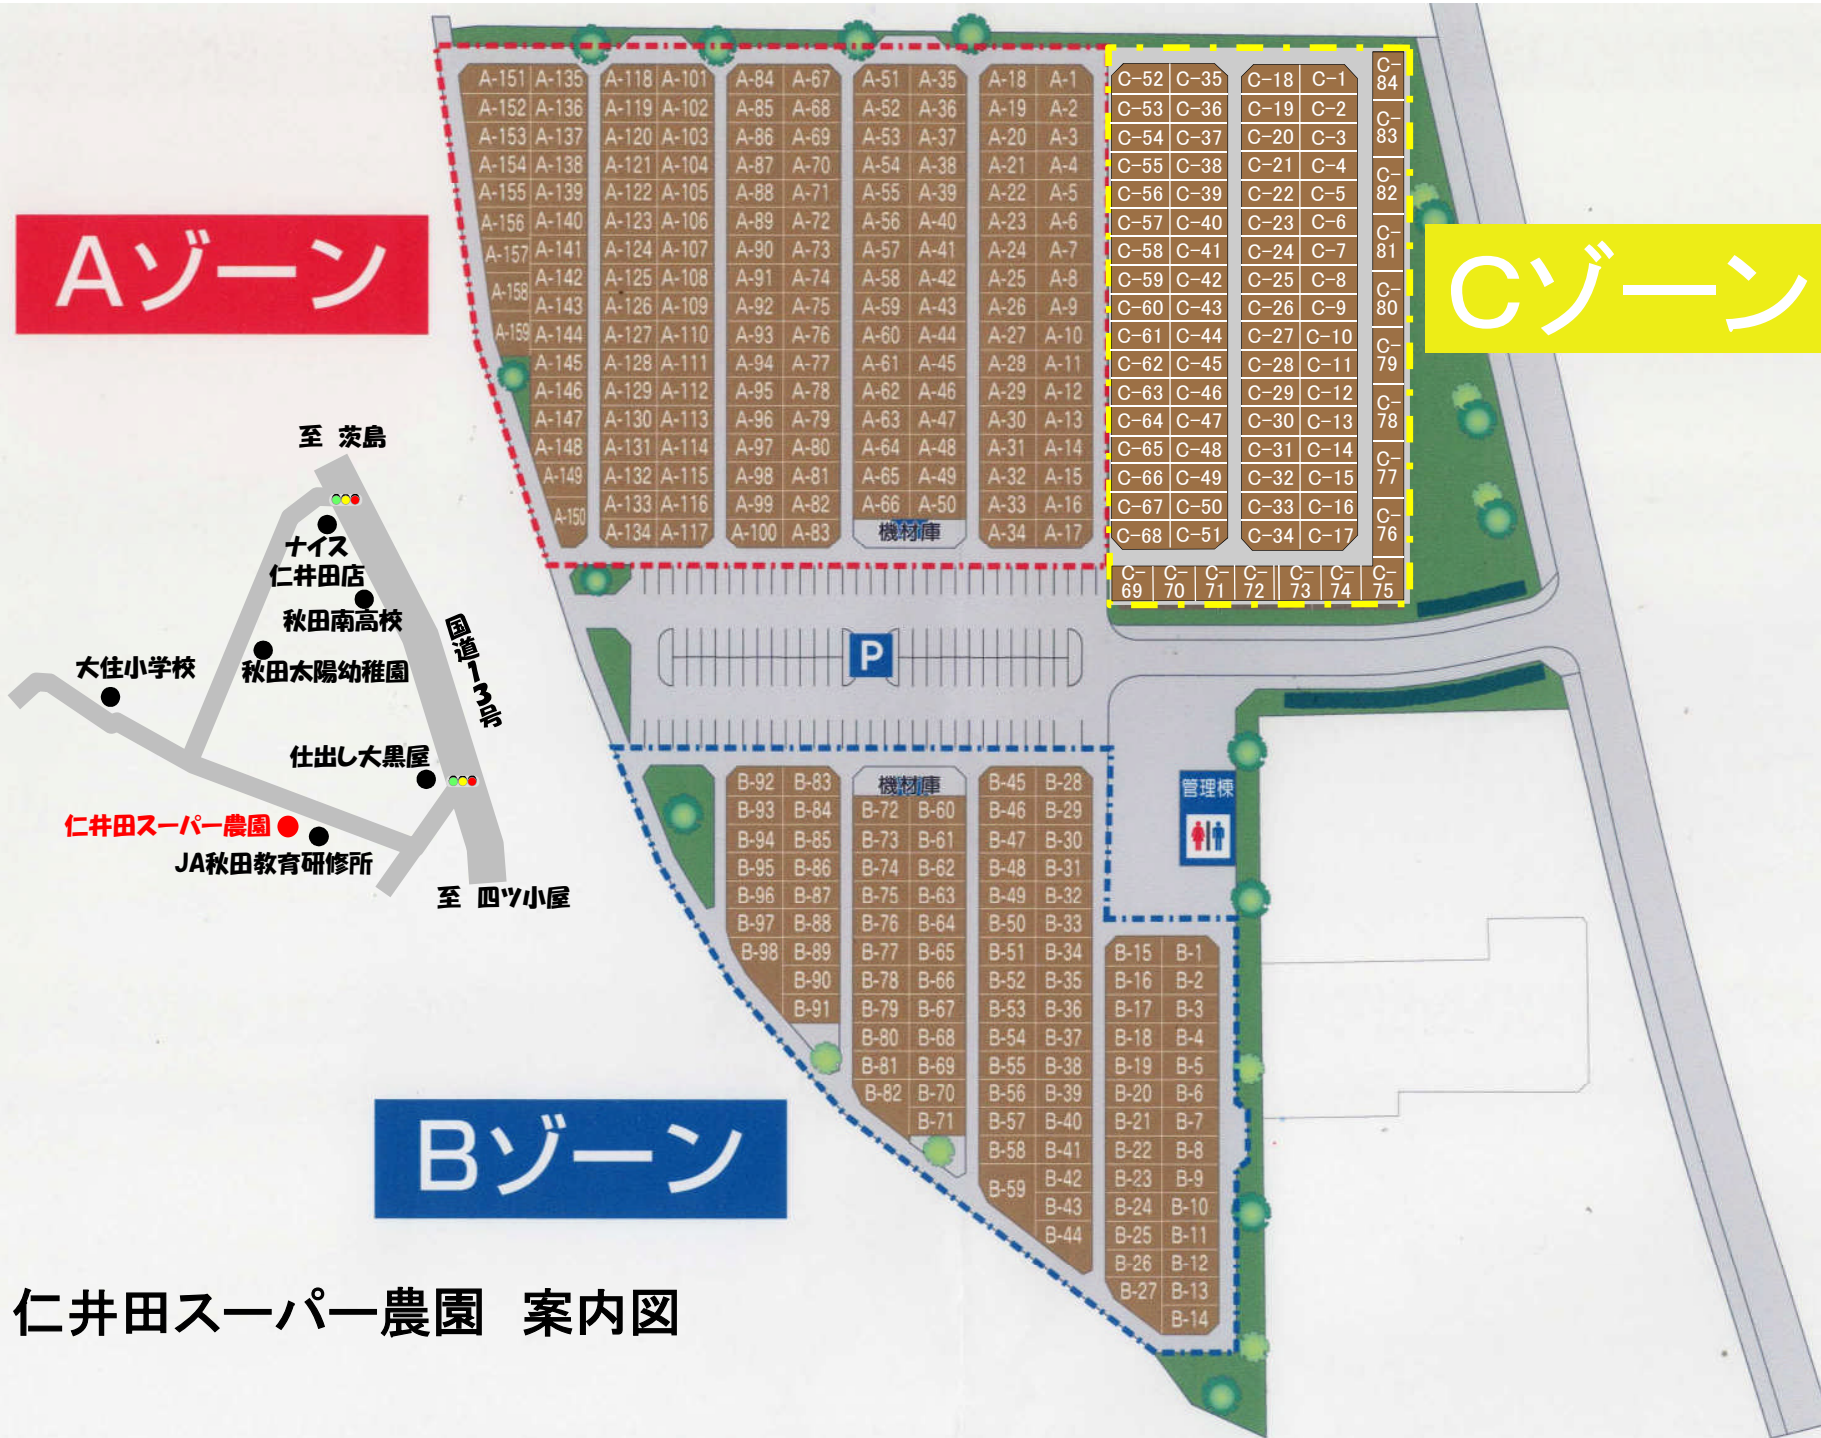 A-151 A-135 A-118 A-101 A-84 A-67 A-51 A-35 A-18 A-1 C-52 C-35 C-18 C-1 C-84
A-152 A-136 A-119 A-102 A-85 A-68 A-52 A-36 A-19 A-2 C-53 C-36 C-19 C-2
A-153 A-137 A-120 A-103 A-86 A-69 A-53 A-37 A-20 A-3 C-54 C-37 C-20 C-3 C-83
A-154 A-138 A-121 A-104 A-87 A-70 A-54 A-38 A-21 A-4 C-55 C-38 C-21 C-4
A-155 A-139 A-122 A-105 A-88 A-71 A-55 A-39 A-22 A-5 C-56 C-39 C-22 C-5 C-82
A-156 A-140 A-123 A-106 A-89 A-72 A-56 A-40 A-23 A-6 C-57 C-40 C-23 C-6
A-157 A-141 A-124 A-107 A-90 A-73 A-57 A-41 A-24 A-7 C-58 C-41 C-24 C-7 C-81
A-158 A-142 A-125 A-108 A-91 A-74 A-58 A-42 A-25 A-8 C-59 C-42 C-25 C-8
A-143 A-126 A-109 A-92 A-75 A-59 A-43 A-26 A-9 C-60 C-43 C-26 C-9 C-80
A-159 A-144 A-127 A-110 A-93 A-76 A-60 A-44 A-27 A-10 C-61 C-44 C-27 C-10
A-145 A-128 A-111 A-94 A-77 A-61 A-45 A-28 A-11 C-62 C-45 C-28 C-11 C-79
A-146 A-129 A-112 A-95 A-78 A-62 A-46 A-29 A-12 C-63 C-46 C-29 C-12
A-147 A-130 A-113 A-96 A-79 A-63 A-47 A-30 A-13 C-64 C-47 C-30 C-13 C-78
A-148 A-131 A-114 A-97 A-80 A-64 A-48 A-31 A-14 C-65 C-48 C-31 C-14
A-149 A-132 A-115 A-98 A-81 A-65 A-49 A-32 A-15 C-66 C-49 C-32 C-15 C-77
A-150 A-133 A-116 A-99 A-82 A-66 A-50 A-33 A-16 C-67 C-50 C-33 C-16
A-134 A-117 A-100 A-83 機材庫 A-34 A-17 C-68 C-51 C-34 C-17 C-76
C-69 C-70 C-71 C-72 C-73 C-74 C-75
Aゾーン
Cゾーン
至 茨島
ナイス
仁井田店
秋田南高校
秋田太陽幼稚園
国道13号
大住小学校
仕出し大黒屋
仁井田スーパー農園
JA秋田教育研修所
至 四ツ小屋
P
管理棟
B-92 B-83 機材庫 B-45 B-28
B-93 B-84 B-72 B-60 B-46 B-29
B-94 B-85 B-73 B-61 B-47 B-30
B-95 B-86 B-74 B-62 B-48 B-31
B-96 B-87 B-75 B-63 B-49 B-32
B-97 B-88 B-76 B-64 B-50 B-33
B-98 B-89 B-77 B-65 B-51 B-34 B-15 B-1
B-90 B-78 B-66 B-52 B-35 B-16 B-2
B-91 B-79 B-67 B-53 B-36 B-17 B-3
B-80 B-68 B-54 B-37 B-18 B-4
B-81 B-69 B-55 B-38 B-19 B-5
B-82 B-70 B-56 B-39 B-20 B-6
B-71 B-57 B-40 B-21 B-7
B-58 B-41 B-22 B-8
B-59 B-42 B-23 B-9
B-43 B-24 B-10
B-44 B-25 B-11
B-26 B-12
B-27 B-13
B-14
Bゾーン
仁井田スーパー農園 案内図